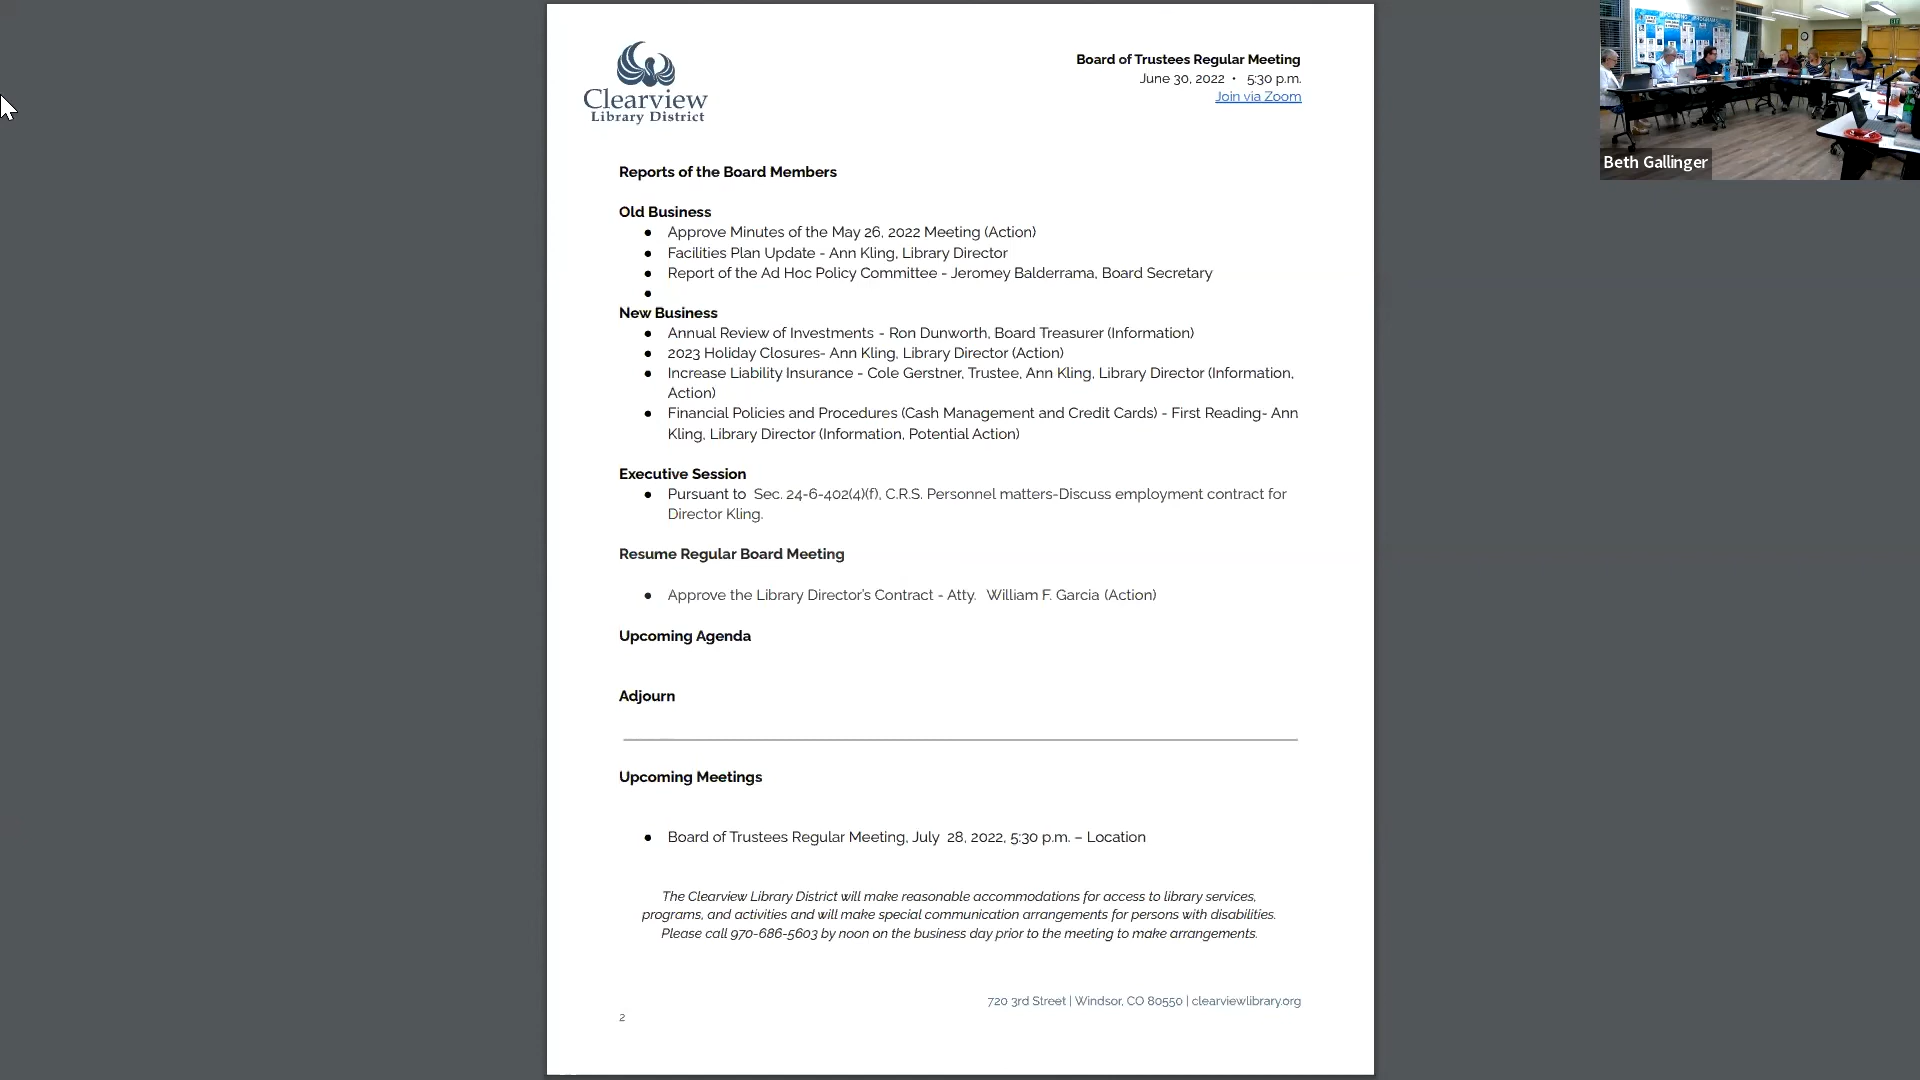 Clearview
Library District
Board of Trustees Regular Meeting
June 30, 2022 • 5:30 p.m.
Join via Zoom
Beth Gallinger
Reports of the Board Members
Old Business
● Approve Minutes of the May 26, 2022 Meeting (Action)
● Facilities Plan Update - Ann Kling, Library Director
● Report of the Ad Hoc Policy Committee - Jeromey Balderrama, Board Secretary
●
New Business
● Annual Review of Investments - Ron Dunworth, Board Treasurer (Information)
● 2023 Holiday Closures- Ann Kling, Library Director (Action)
● Increase Liability Insurance - Cole Gerstner, Trustee, Ann Kling, Library Director (Information,
Action)
● Financial Policies and Procedures (Cash Management and Credit Cards) - First Reading- Ann
Kling, Library Director (Information, Potential Action)
Executive Session
● Pursuant to Sec. 24-6-402(4)(f), C.R.S. Personnel matters-Discuss employment contract for
Director Kling.
Resume Regular Board Meeting
● Approve the Library Director's Contract - Atty. William F. Garcia (Action)
Upcoming Agenda
Adjourn
Upcoming Meetings
● Board of Trustees Regular Meeting, July 28, 2022, 5:30 p.m. – Location
The Clearview Library District will make reasonable accommodations for access to library services,
programs, and activities and will make special communication arrangements for persons with disabilities.
Please call 970-686-5603 by noon on the business day prior to the meeting to make arrangements.
720 3rd Street | Windsor, CO 80550 | clearviewlibrary.org
2